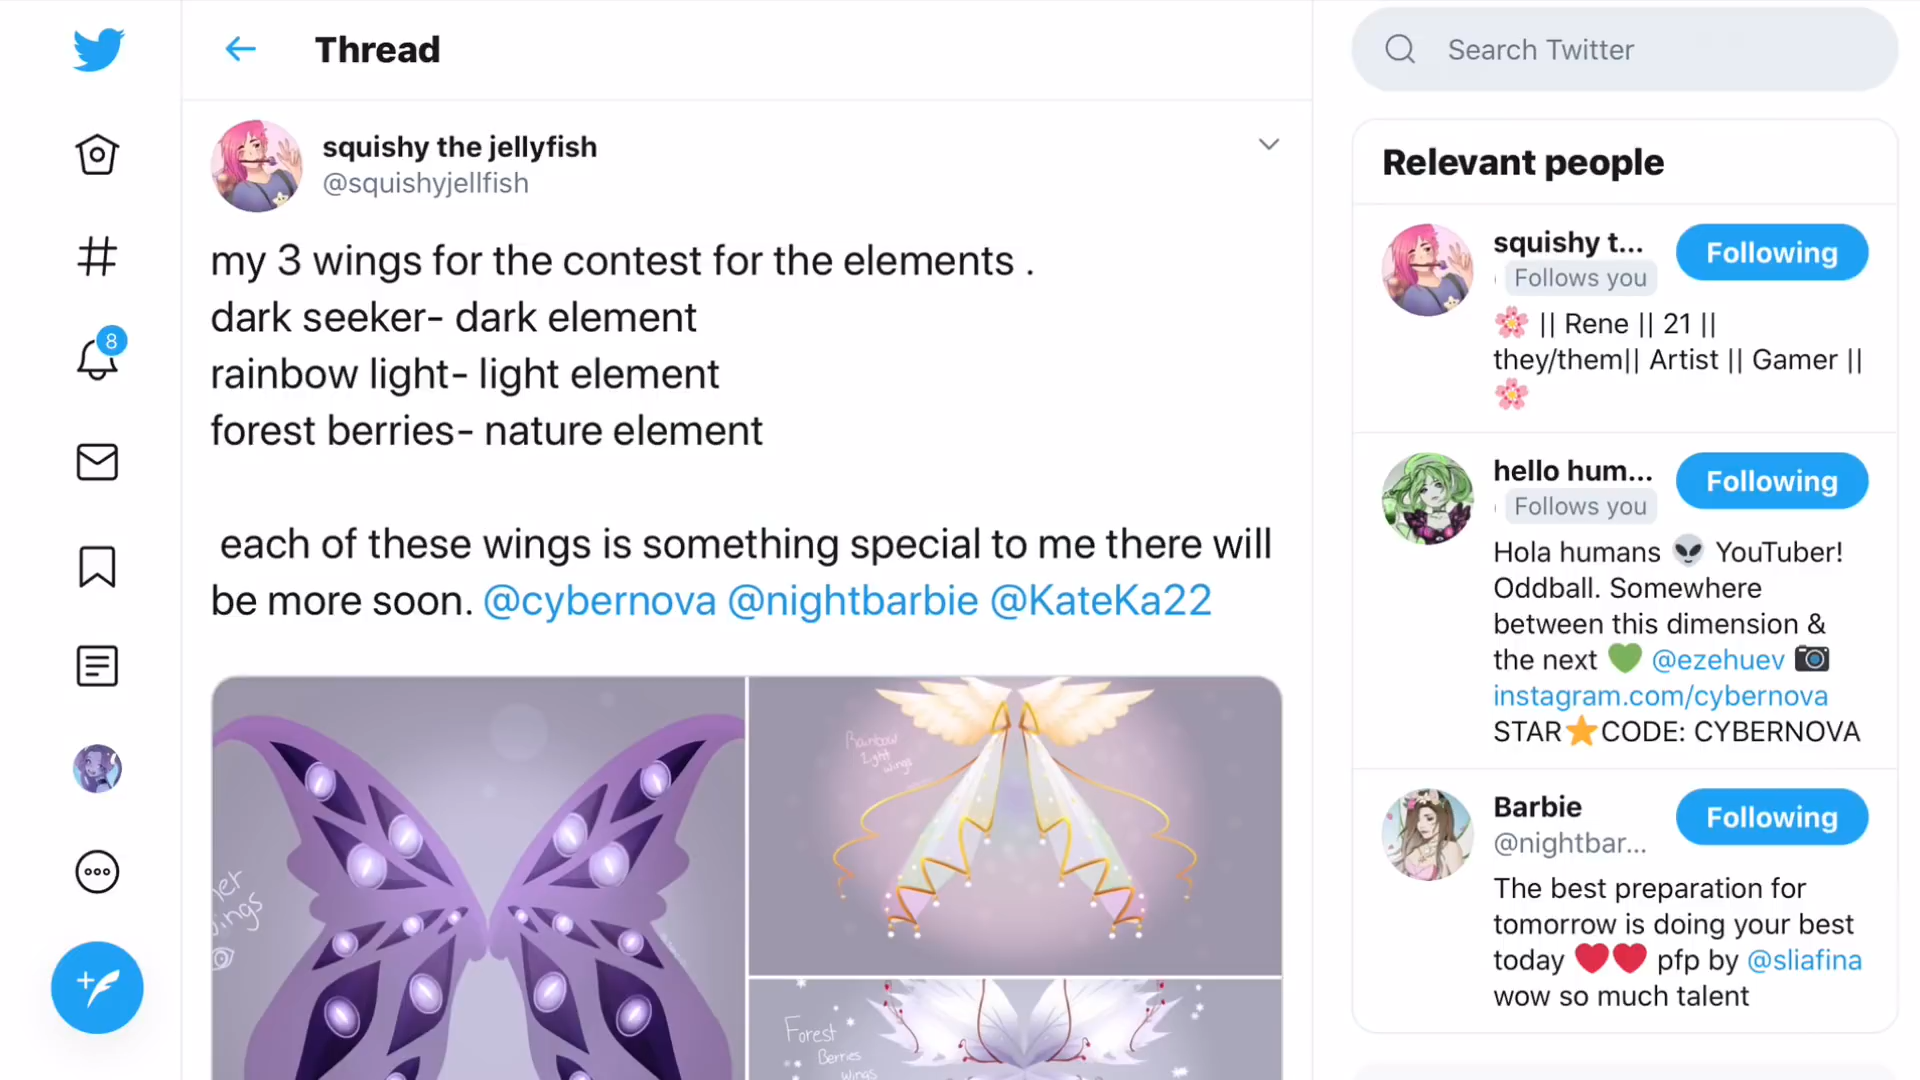 Thread
Search Twitter
squishy the jellyfish
@squishyjellfish
my 3 wings for the contest for the elements .
dark seeker- dark element
rainbow light- light element
forest berries- nature element
each of these wings is something special to me there will
be more soon. @cybernova @nightbarbie @KateKa22
Rainbow
Light
wings
Forest
Berries
wings
8
Relevant people
squishy t...
Following
Follows you
🌸 || Rene || 21 ||
they/them|| Artist || Gamer ||
🌸
hello hum...
Following
Follows you
Hola humans 👽 YouTuber!
Oddball. Somewhere
between this dimension &
the next 💚 @ezehuev 📷
instagram.com/cybernova
STAR⭐CODE: CYBERNOVA
Barbie
Following
@nightbar...
The best preparation for
tomorrow is doing your best
today ❤️❤️ pfp by @sliafina
wow so much talent